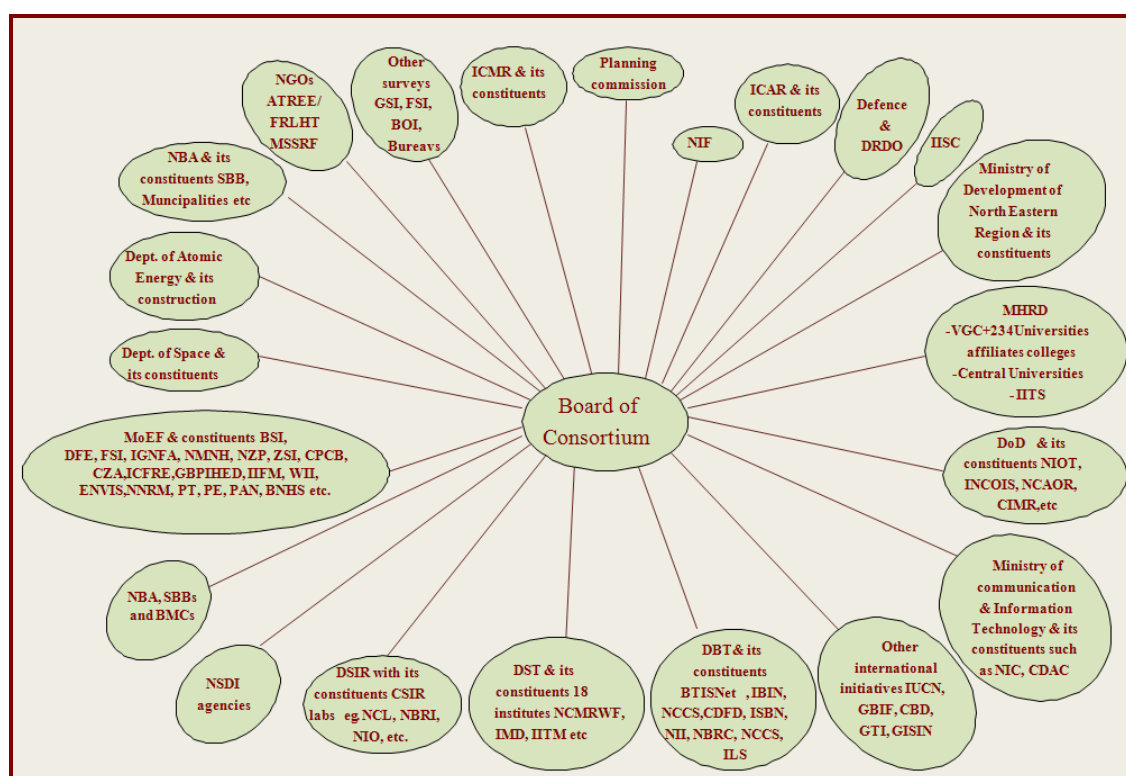 NGOs
ATREE/
FRLHT
MSSRF
Other
surveys
GSI, FSI,
BOI,
Bureavs
ICMR & its
constituents
Planning
commission
NIF
ICAR & its
constituents
Defence
&
DRDO
IISC
Ministry of
Development of
North Eastern
Region & its
constituents
NBA & its
constituents SBB,
Muncipalities etc
Dept. of Atomic
Energy & its
construction
Dept. of Space &
its constituents
MHRD
-VGC+234Universities
affiliates colleges
-Central Universities
-IITS
Board of
Consortium
MoEF & constituents BSI,
DFE, FSI, IGNFA, NMNH, NZP, ZSI, CPCB,
CZA,ICFRE,GBPIHED, IIFM, WII,
ENVIS,NNRM, PT, PE, PAN, BNHS etc.
DoD & its
constituents NIOT,
INCOIS, NCAOR,
CIMR,etc
NBA, SBBs
and BMCs
NSDI
agencies
DSIR with its
constituents CSIR
labs eg.NCL, NBRI,
NIO, etc.
DST & its
constituents 18
institutes NCMRWF,
IMD, IITM etc
DBT & its
constituents
BTISNet , IBIN,
NCCS,CDFD, ISBN,
NII, NBRC, NCCS,
ILS
Other
international
initiatives IUCN,
GBIF, CBD,
GTI, GISIN
Ministry of
communication
& Information
Technology & its
constituents such
as NIC, CDAC